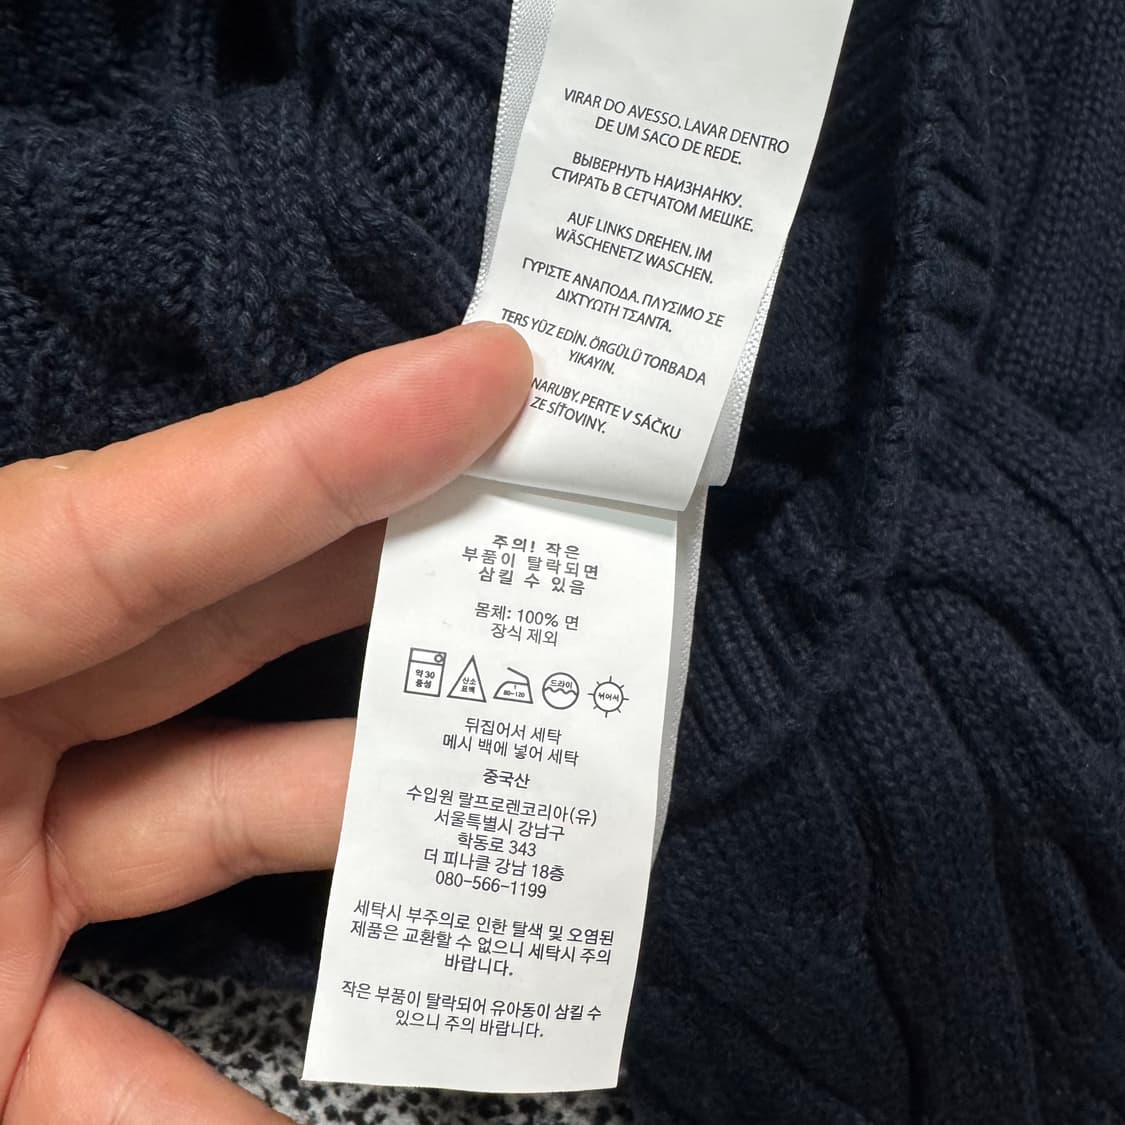 VIRAR DO AVESSO. LAVAR DENTRO
DE UM SACO DE REDE.
ВЫВЕРНУТЬ НАИЗНАНКУ.
СТИРАТЬ В СЕТЧАТОМ МЕШКЕ.
AUF LINKS DREHEN. IM
WÄSCHENETZ WASCHEN.
ΓΥΡΙΣΤΕ ΑΝΑΠΟΔΑ. ΠΛΥΣΙΜΟ ΣΕ
ΔΙΧΤΥΩΤΗ ΤΣΑΝΤΑ.
TERS YÜZ EDİN. ÖRGÜLÜ TORBADA
YIKAYIN.
NARUBY. PERTE V SÁČKU
ZE SÍŤOVINY.
주의! 작은
부품이 탈락되면
삼킬 수 있음
몸체: 100% 면
장식 제외
약 30
중성
산소
표백
1
80-120
드라이
뉘어서
뒤집어서 세탁
메시 백에 넣어 세탁
중국산
수입원 랄프로렌코리아(유)
서울특별시 강남구
학동로 343
더 피나클 강남 18층
080-566-1199
세탁시 부주의로 인한 탈색 및 오염된
제품은 교환할 수 없으니 세탁시 주의
바랍니다.
작은 부품이 탈락되어 유아동이 삼킬 수
있으니 주의 바랍니다.